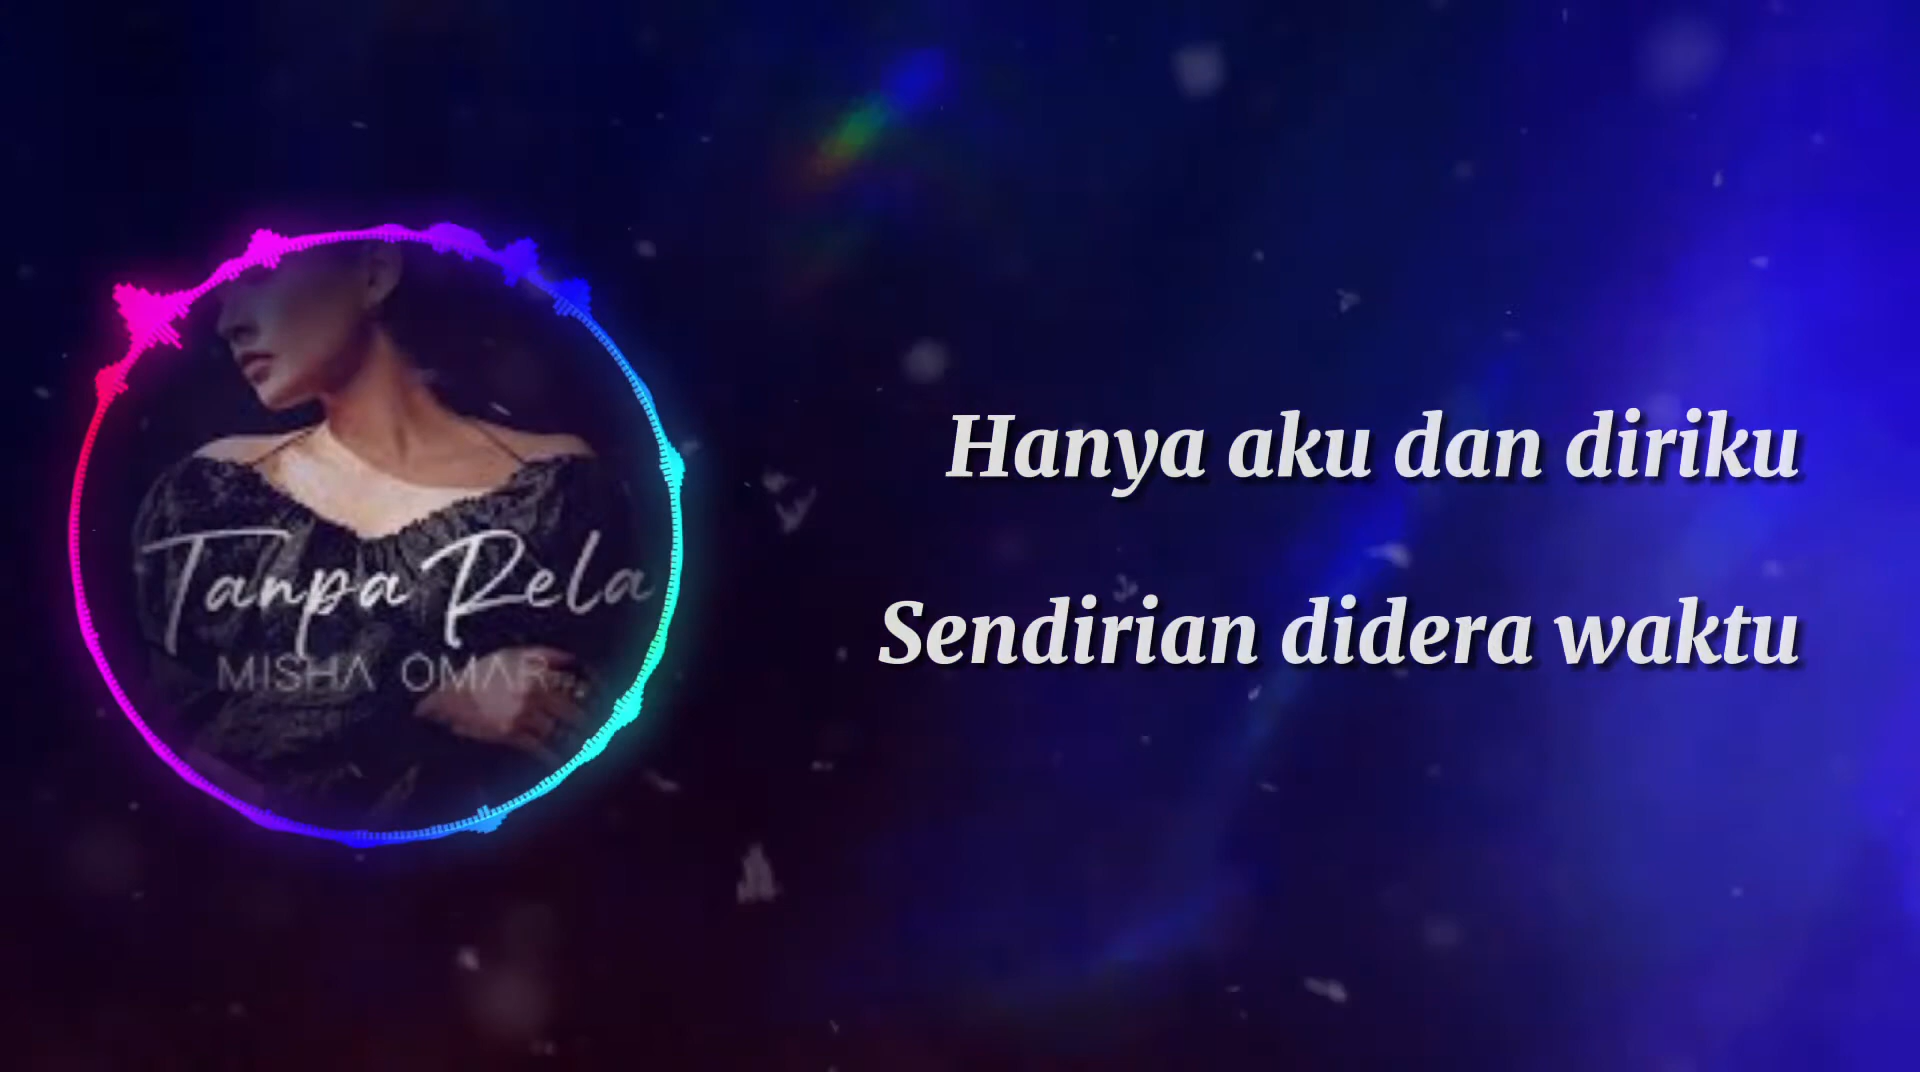 Tanpa Rela
MISHA OMAR
Hanya aku dan diriku
Sendirian didera waktu